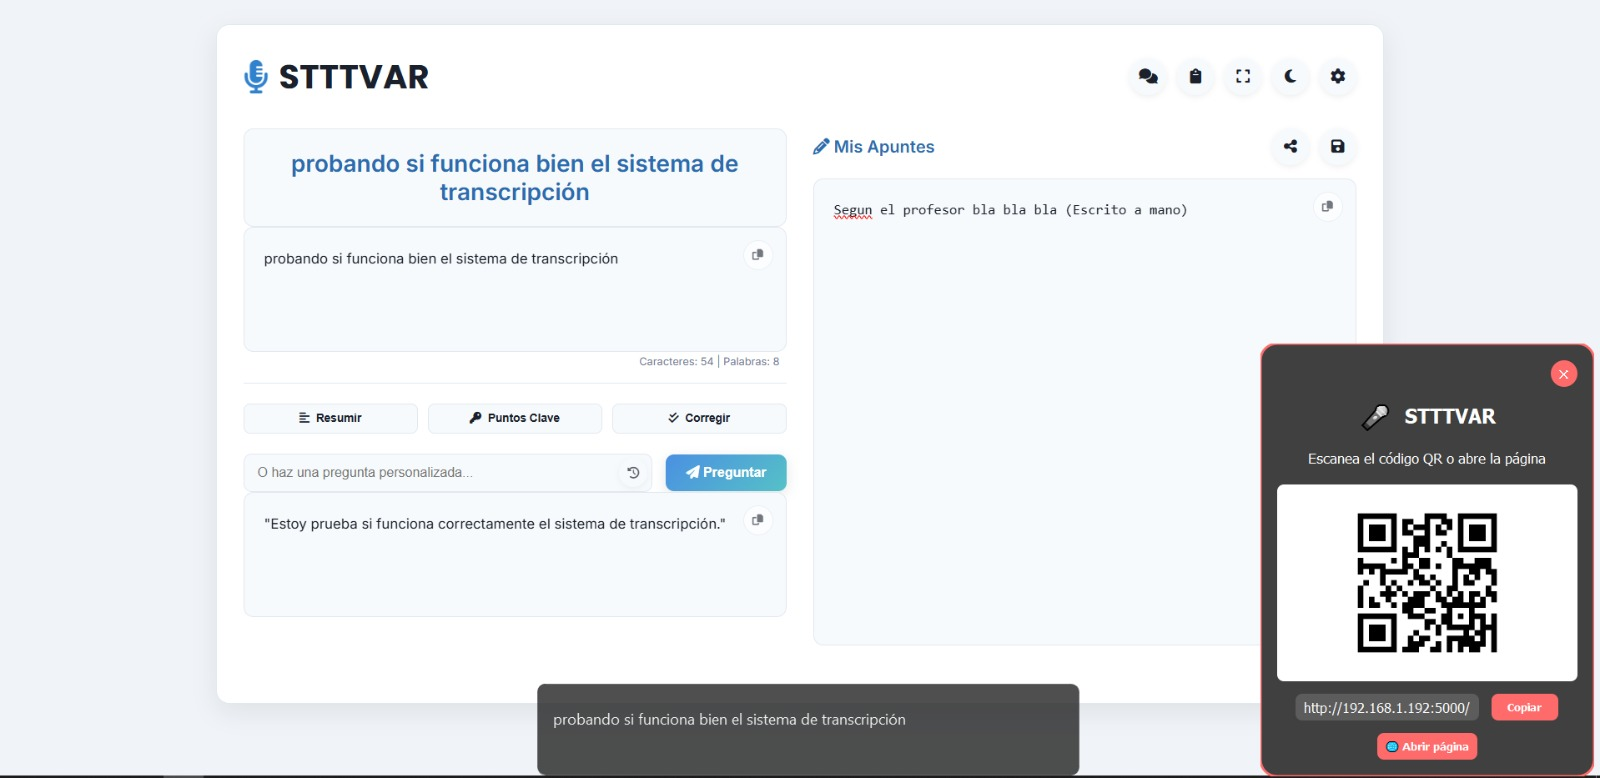 STTTVAR
probando si funciona bien el sistema de
transcripción
probando si funciona bien el sistema de transcripción
Caracteres: 54 | Palabras: 8
Resumir
Puntos Clave
Corregir
O haz una pregunta personalizada...
Preguntar
"Estoy prueba si funciona correctamente el sistema de transcripción."
Mis Apuntes
Segun el profesor bla bla bla (Escrito a mano)
probando si funciona bien el sistema de transcripción
STTTVAR
Escanea el código QR o abre la página
http://192.168.1.192:5000/
Copiar
Abrir página